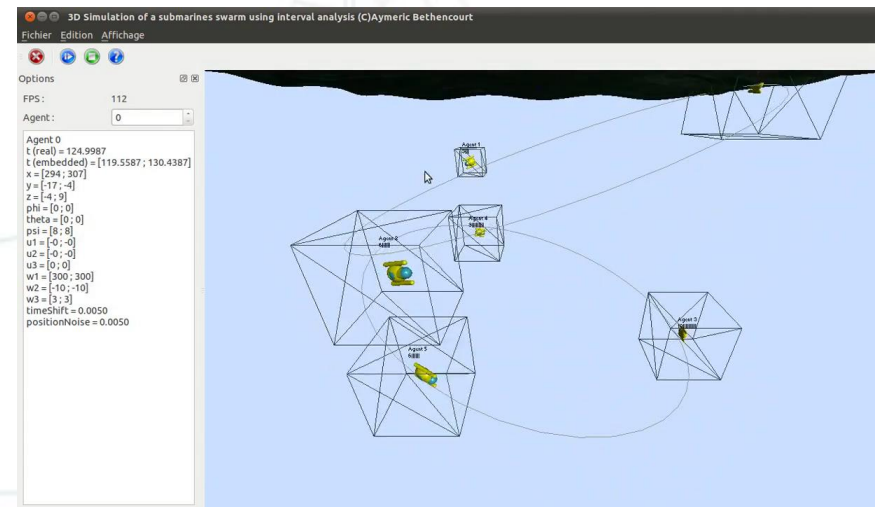 3D Simulation of a submarines swarm using interval analysis (C)Aymeric Bethencourt
Fichier Edition Affichage
Options
FPS : 112
Agent : 0
Agent 0
t (real) = 124.9987
t (embedded) = [119.5587 ; 130.4387]
x = [294 ; 307]
y = [-17 ; -4]
z = [-4 ; 9]
phi = [0 ; 0]
theta = [0 ; 0]
psi = [8 ; 8]
u1 = [-0 ; -0]
u2 = [-0 ; -0]
u3 = [0 ; 0]
w1 = [300 ; 300]
w2 = [-10 ; -10]
w3 = [3 ; 3]
timeShift = 0.0050
positionNoise = 0.0050
Agent 1
Agent 4
Agent 2
Agent 3
Agent 5